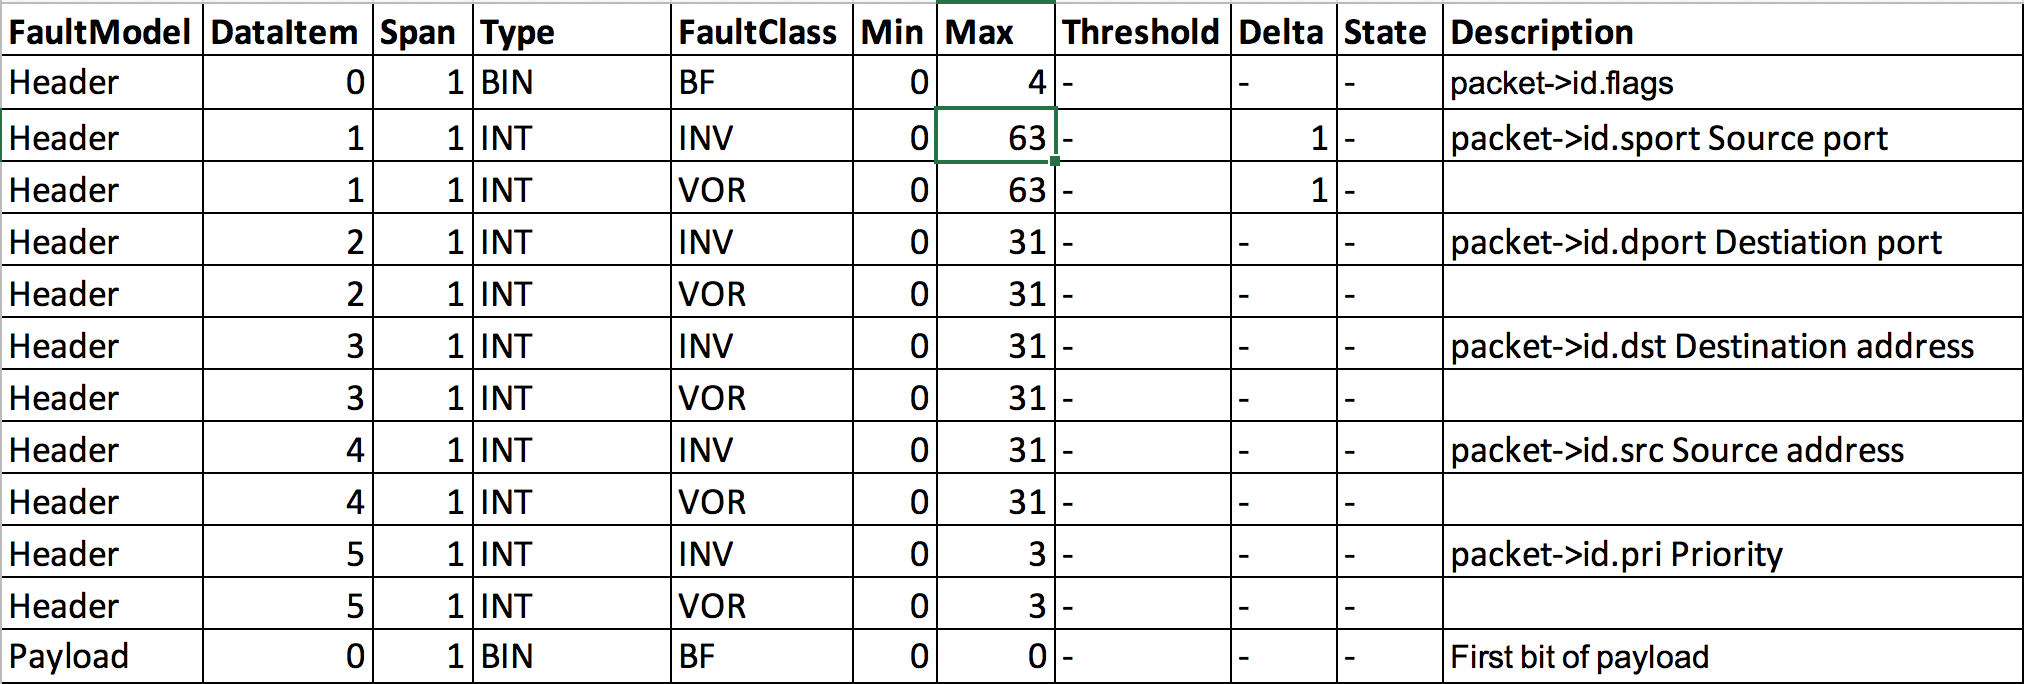 FaultModel DataItem Span Type FaultClass Min Max Threshold Delta State Description
Header 0 1 BIN BF 0 4 - - - packet->id.flags
Header 1 1 INT INV 0 63 - 1 - packet->id.sport Source port
Header 1 1 INT VOR 0 63 - 1 -
Header 2 1 INT INV 0 31 - - - packet->id.dport Destiation port
Header 2 1 INT VOR 0 31 - - -
Header 3 1 INT INV 0 31 - - - packet->id.dst Destination address
Header 3 1 INT VOR 0 31 - - -
Header 4 1 INT INV 0 31 - - - packet->id.src Source address
Header 4 1 INT VOR 0 31 - - -
Header 5 1 INT INV 0 3 - - - packet->id.pri Priority
Header 5 1 INT VOR 0 3 - - -
Payload 0 1 BIN BF 0 0 - - - First bit of payload